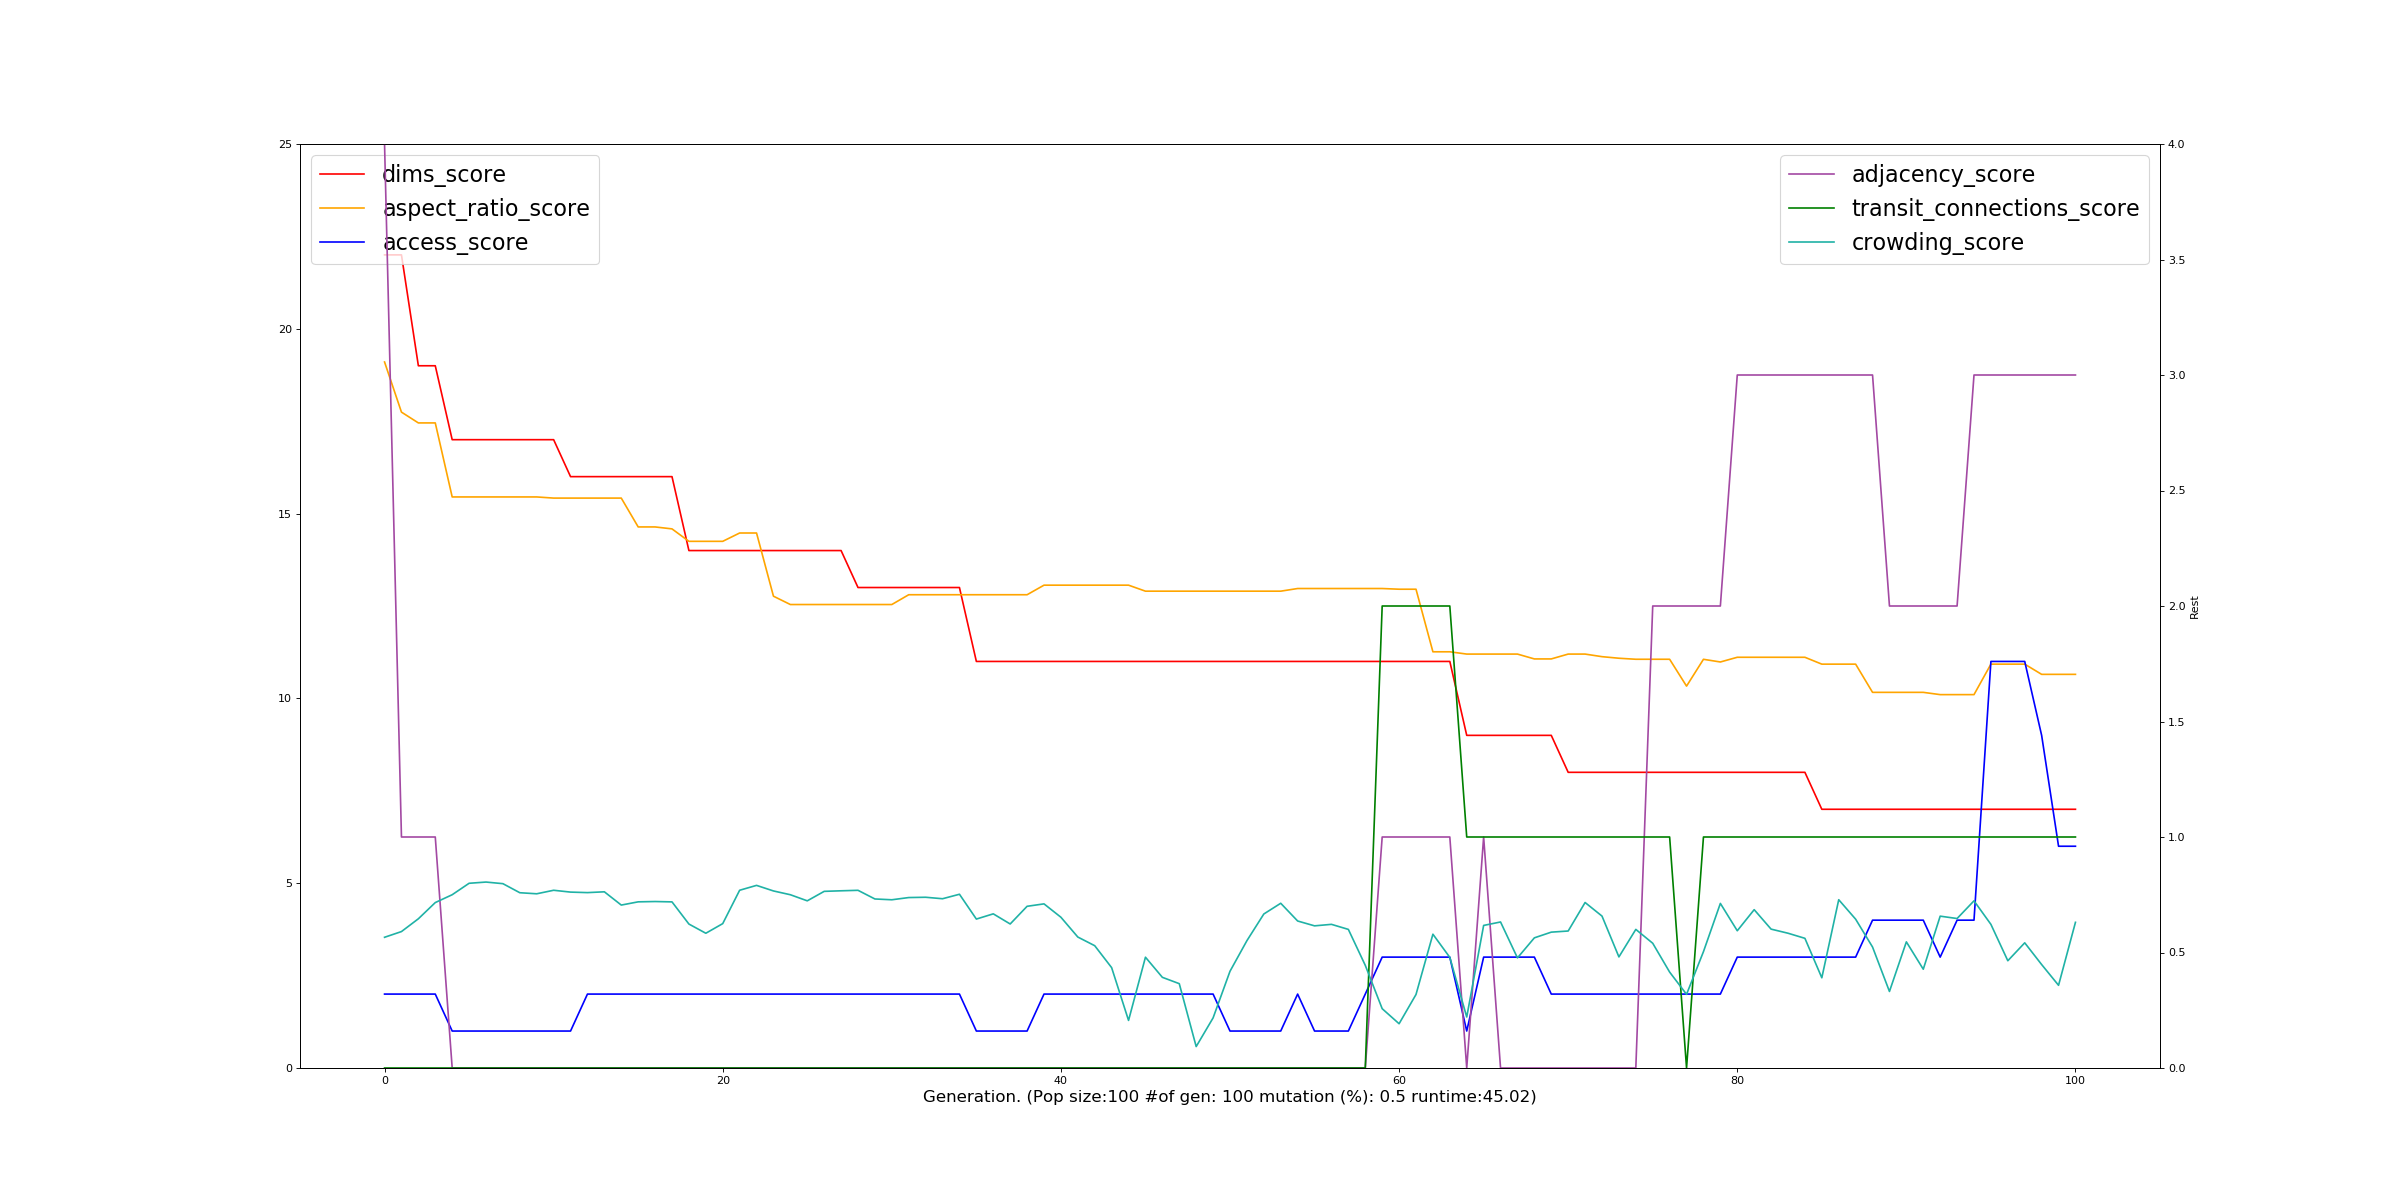 dims_score
aspect_ratio_score
access_score
adjacency_score
transit_connections_score
crowding_score
25
20
15
10
5
0
4.0
3.5
3.0
2.5
2.0
1.5
1.0
0.5
0.0
Rest
0 20 40 60 80 100
Generation. (Pop size:100 #of gen: 100 mutation (%): 0.5 runtime:45.02)